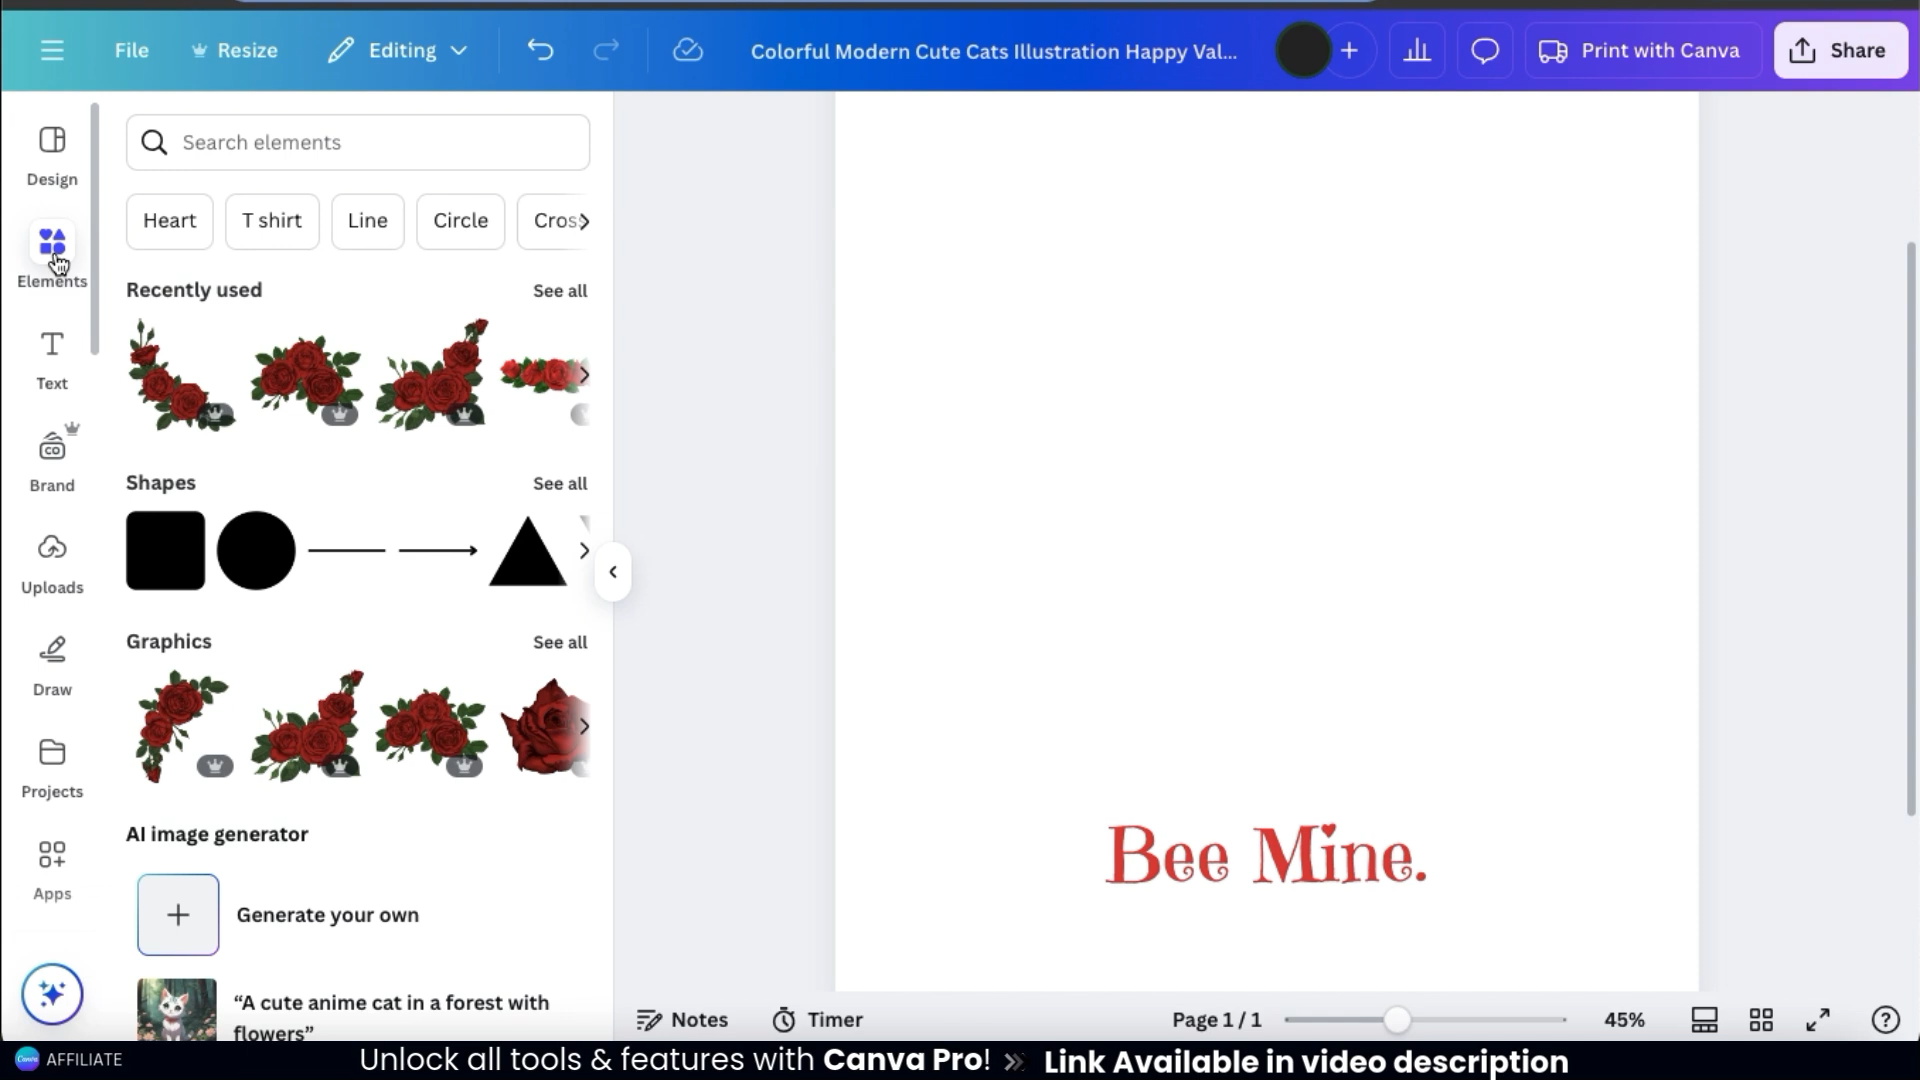 File
Resize
Editing
Colorful Modern Cute Cats Illustration Happy Val...
Print with Canva
Share
Design
Elements
Text
Brand
CO
Uploads
Draw
Projects
Apps
Search elements
Heart
T shirt
Line
Circle
Cross
Recently used
See all
Shapes
See all
Graphics
See all
AI image generator
Generate your own
“A cute anime cat in a forest with
flowers”
Bee Mine.
Notes
Timer
Page 1 / 1
45%
Canva AFFILIATE
Unlock all tools & features with Canva Pro! » Link Available in video description